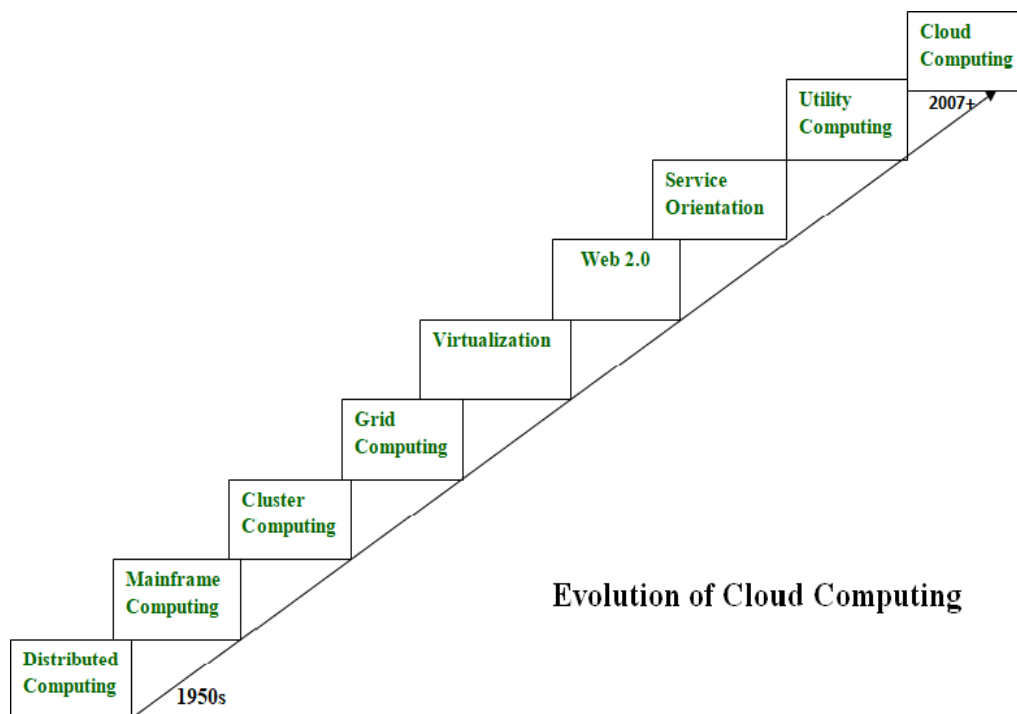 Cloud
Computing
2007+
Utility
Computing
Service
Orientation
Web 2.0
Virtualization
Grid
Computing
Cluster
Computing
Mainframe
Computing
Evolution of Cloud Computing
Distributed
Computing
1950s